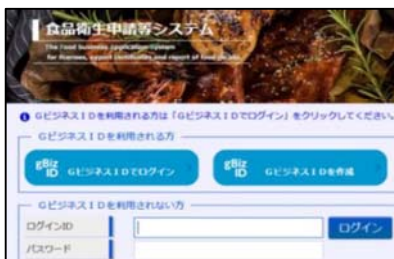 食品衛生申請等システム
The food business application system
for licenses, export certificates and report of food recalls
GビジネスIDを利用される方は「GビジネスIDでログイン」をクリックしてください。
GビジネスIDを利用される方
gBiz ID GビジネスIDでログイン
gBiz ID GビジネスIDを作成
GビジネスIDを利用されない方
ログインID
ログイン
パスワード